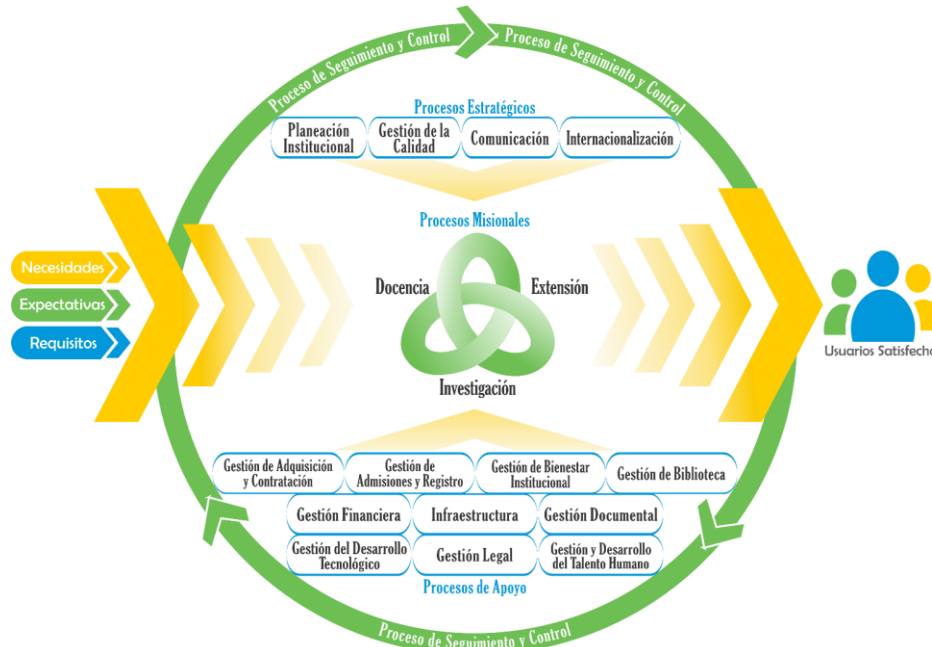 Proceso de Seguimiento y Control
Proceso de Seguimiento y Control
Procesos Estratégicos
Planeación
Institucional
Gestión de la
Calidad
Comunicación
Internacionalización
Procesos Misionales
Necesidades
Expectativas
Requisitos
Docencia
Extensión
Investigación
Usuarios Satisfecho
Gestión de Adquisición
y Contratación
Gestión de
Admisiones y Registro
Gestión de Bienestar
Institucional
Gestión de Biblioteca
Gestión Financiera
Infraestructura
Gestión Documental
Gestión del Desarrollo
Tecnológico
Gestión Legal
Gestión y Desarrollo
del Talento Humano
Procesos de Apoyo
Proceso de Seguimiento y Control